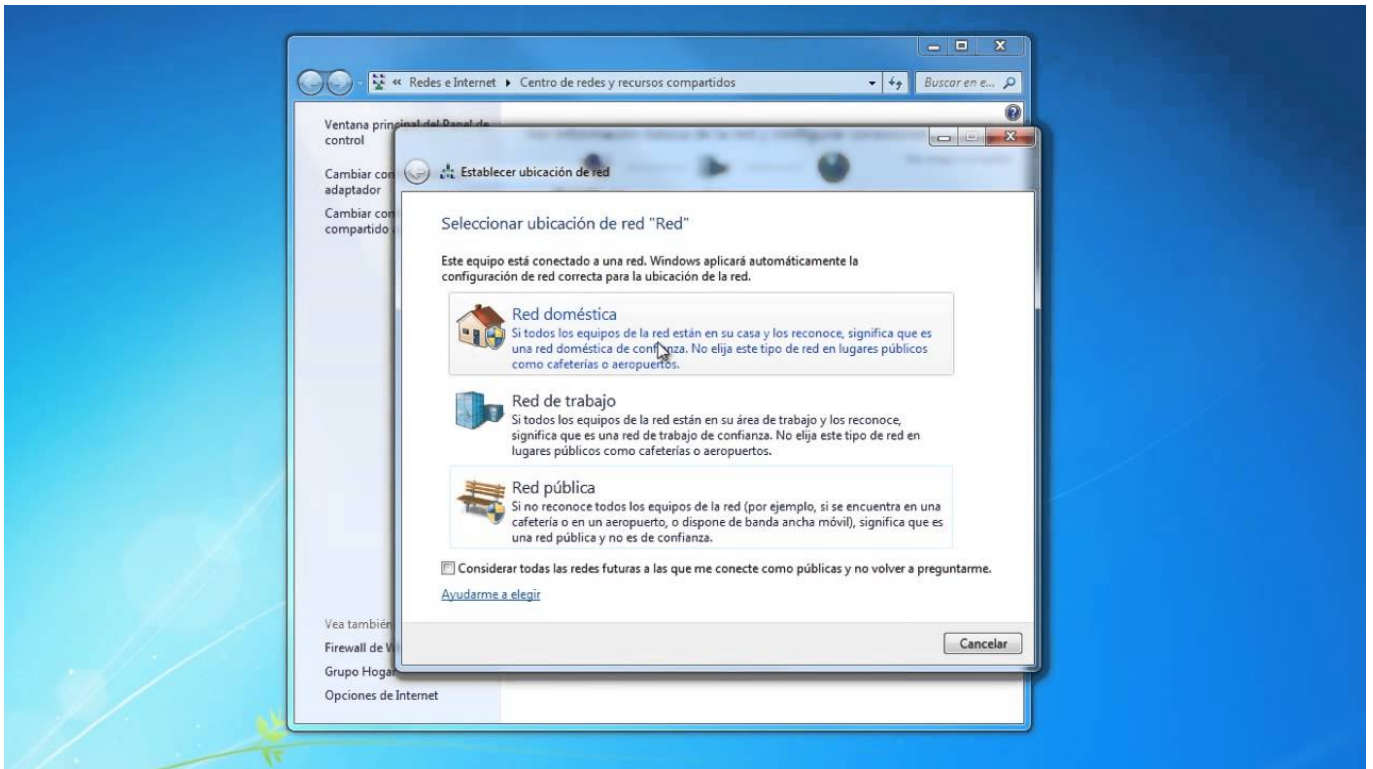 « Redes e Internet ▸ Centro de redes y recursos compartidos
Buscar en e...
Ventana principal del Panel de
control
Cambiar con
adaptador
Cambiar con
compartido
Establecer ubicación de red
Seleccionar ubicación de red "Red"
Este equipo está conectado a una red. Windows aplicará automáticamente la
configuración de red correcta para la ubicación de la red.
Red doméstica
Si todos los equipos de la red están en su casa y los reconoce, significa que es
una red doméstica de confianza. No elija este tipo de red en lugares públicos
como cafeterías o aeropuertos.
Red de trabajo
Si todos los equipos de la red están en su área de trabajo y los reconoce,
significa que es una red de trabajo de confianza. No elija este tipo de red en
lugares públicos como cafeterías o aeropuertos.
Red pública
Si no reconoce todos los equipos de la red (por ejemplo, si se encuentra en una
cafetería o en un aeropuerto, o dispone de banda ancha móvil), significa que es
una red pública y no es de confianza.
Considerar todas las redes futuras a las que me conecte como públicas y no volver a preguntarme.
Ayudarme a elegir
Cancelar
Vea también
Firewall de W
Grupo Hogar
Opciones de Internet